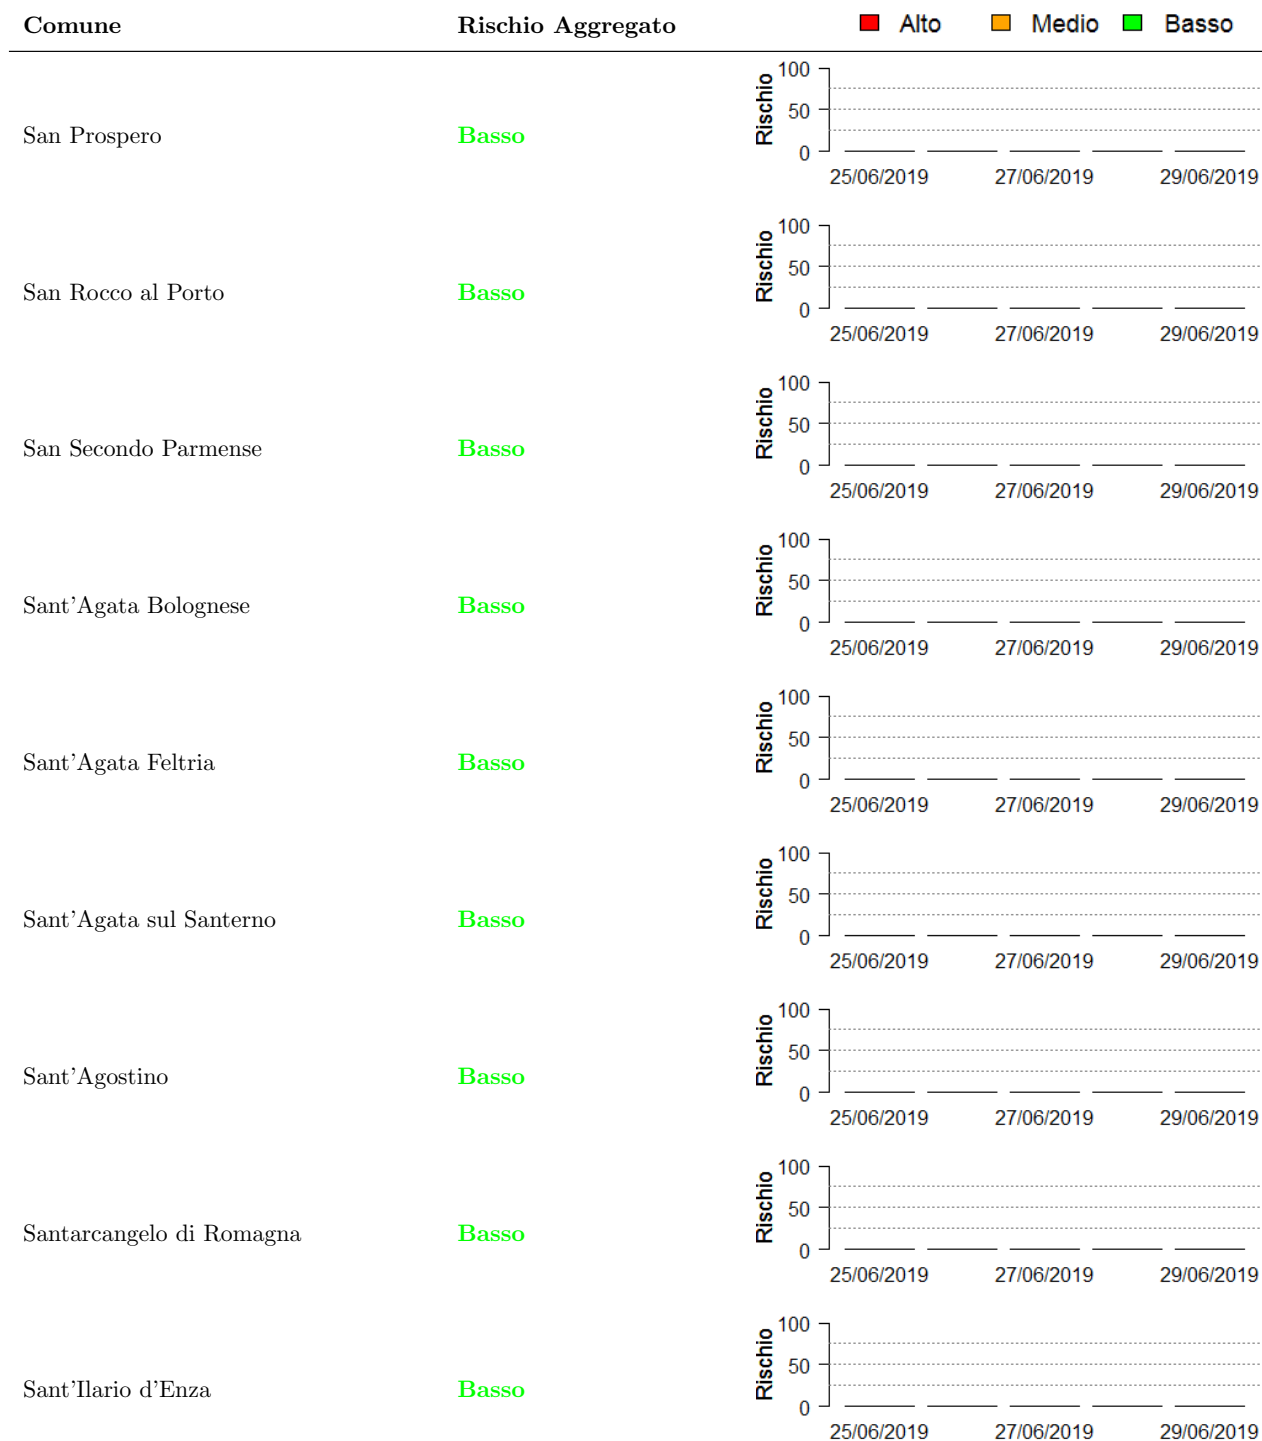 Comune Rischio Aggregato Alto Medio Basso
San Prospero Basso Rischio 100 50 0
25/06/2019 27/06/2019 29/06/2019
San Rocco al Porto Basso Rischio 100 50 0
25/06/2019 27/06/2019 29/06/2019
San Secondo Parmense Basso Rischio 100 50 0
25/06/2019 27/06/2019 29/06/2019
Sant'Agata Bolognese Basso Rischio 100 50 0
25/06/2019 27/06/2019 29/06/2019
Sant'Agata Feltria Basso Rischio 100 50 0
25/06/2019 27/06/2019 29/06/2019
Sant'Agata sul Santerno Basso Rischio 100 50 0
25/06/2019 27/06/2019 29/06/2019
Sant'Agostino Basso Rischio 100 50 0
25/06/2019 27/06/2019 29/06/2019
Santarcangelo di Romagna Basso Rischio 100 50 0
25/06/2019 27/06/2019 29/06/2019
Sant'Ilario d'Enza Basso Rischio 100 50 0
25/06/2019 27/06/2019 29/06/2019